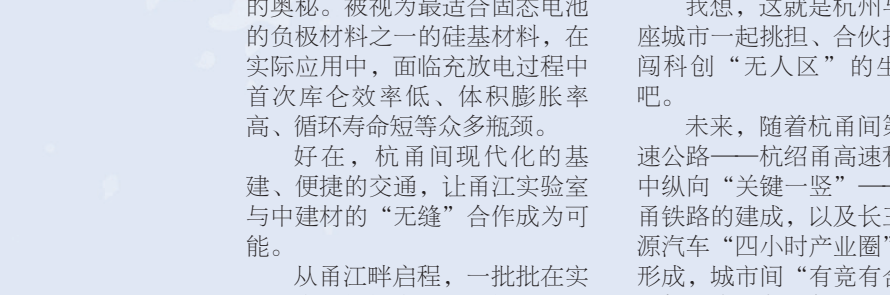 的奥秘。被视为最适合固态电池
的负极材料之一的硅基材料，在
实际应用中，面临充放电过程中
首次库仑效率低、体积膨胀率
高、循环寿命短等众多瓶颈。
好在，杭甬间现代化的基
建、便捷的交通，让甬江实验室
与中建材的“无缝”合作成为可
能。
从甬江畔启程，一批批在实
我想，这就是杭州与
座城市一起挑担、合伙
闯科创“无人区”的生
吧。
未来，随着杭甬间第
速公路——杭绍甬高速和
中纵向“关键一竖”—
甬铁路的建成，以及长三
源汽车“四小时产业圈”
形成，城市间“有竞有合